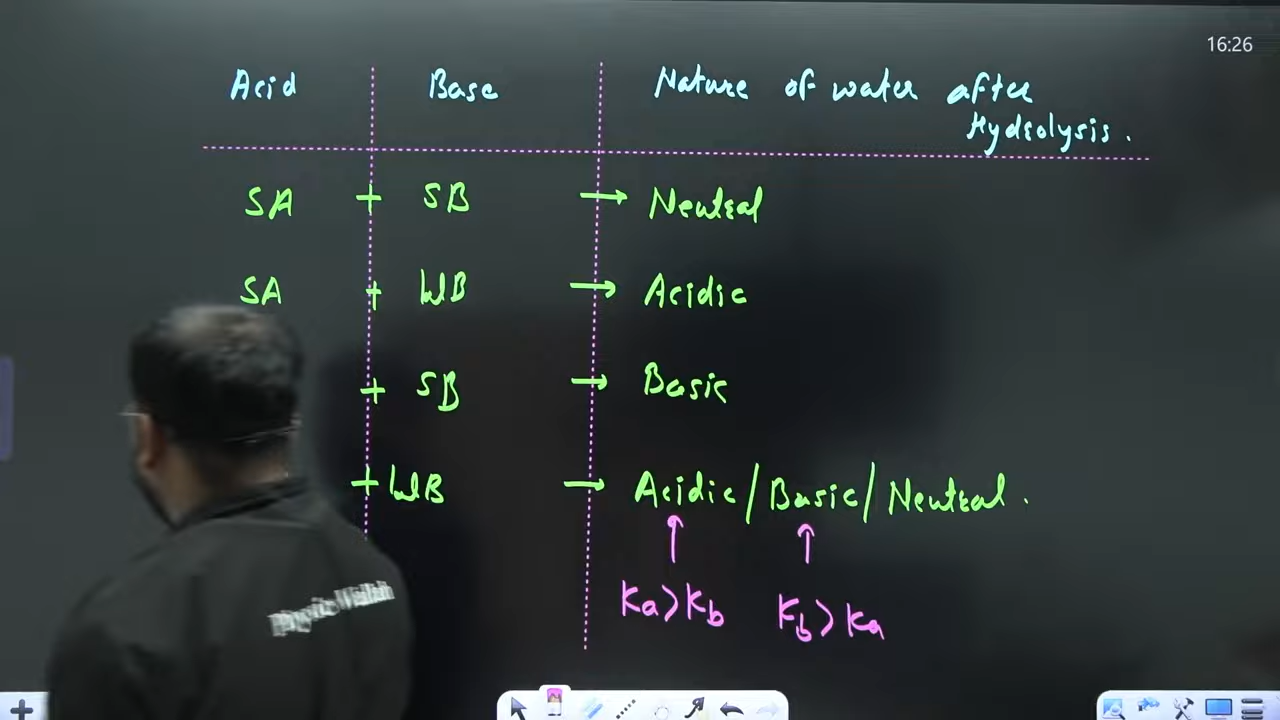 16:26
Acid Base Nature of water after
Hydrolysis.
SA + SB → Neutral
SA + WB → Acidic
+ SB → Basic
+ WB → Acidic/Basic/Neutral.
↑ ↑
Ka>Kb Kb>Ka
PhysicsWallah